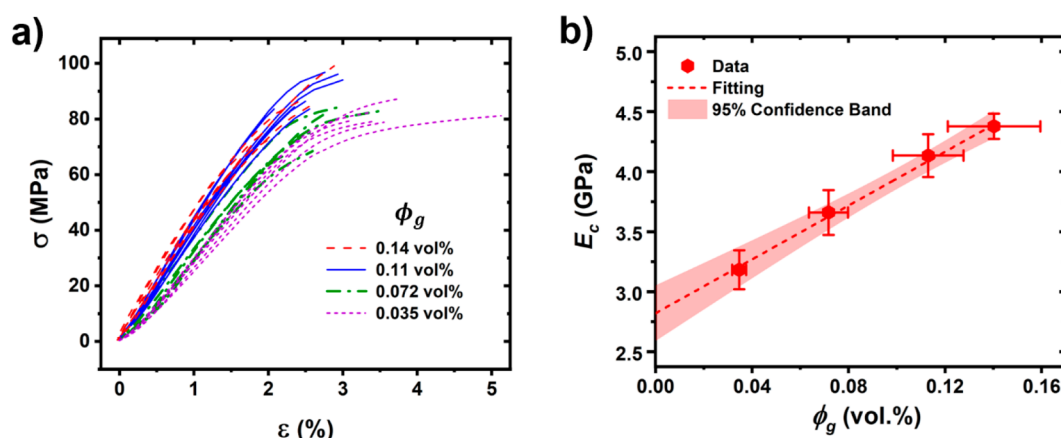 a)
σ (MPa)
100
80
60
40
20
0
ϕg
0.14 vol%
0.11 vol%
0.072 vol%
0.035 vol%
0 1 2 3 4 5
ε (%)
b)
Ec (GPa)
5.0
4.5
4.0
3.5
3.0
2.5
Data
Fitting
95% Confidence Band
0.00 0.04 0.08 0.12 0.16
ϕg (vol.%)